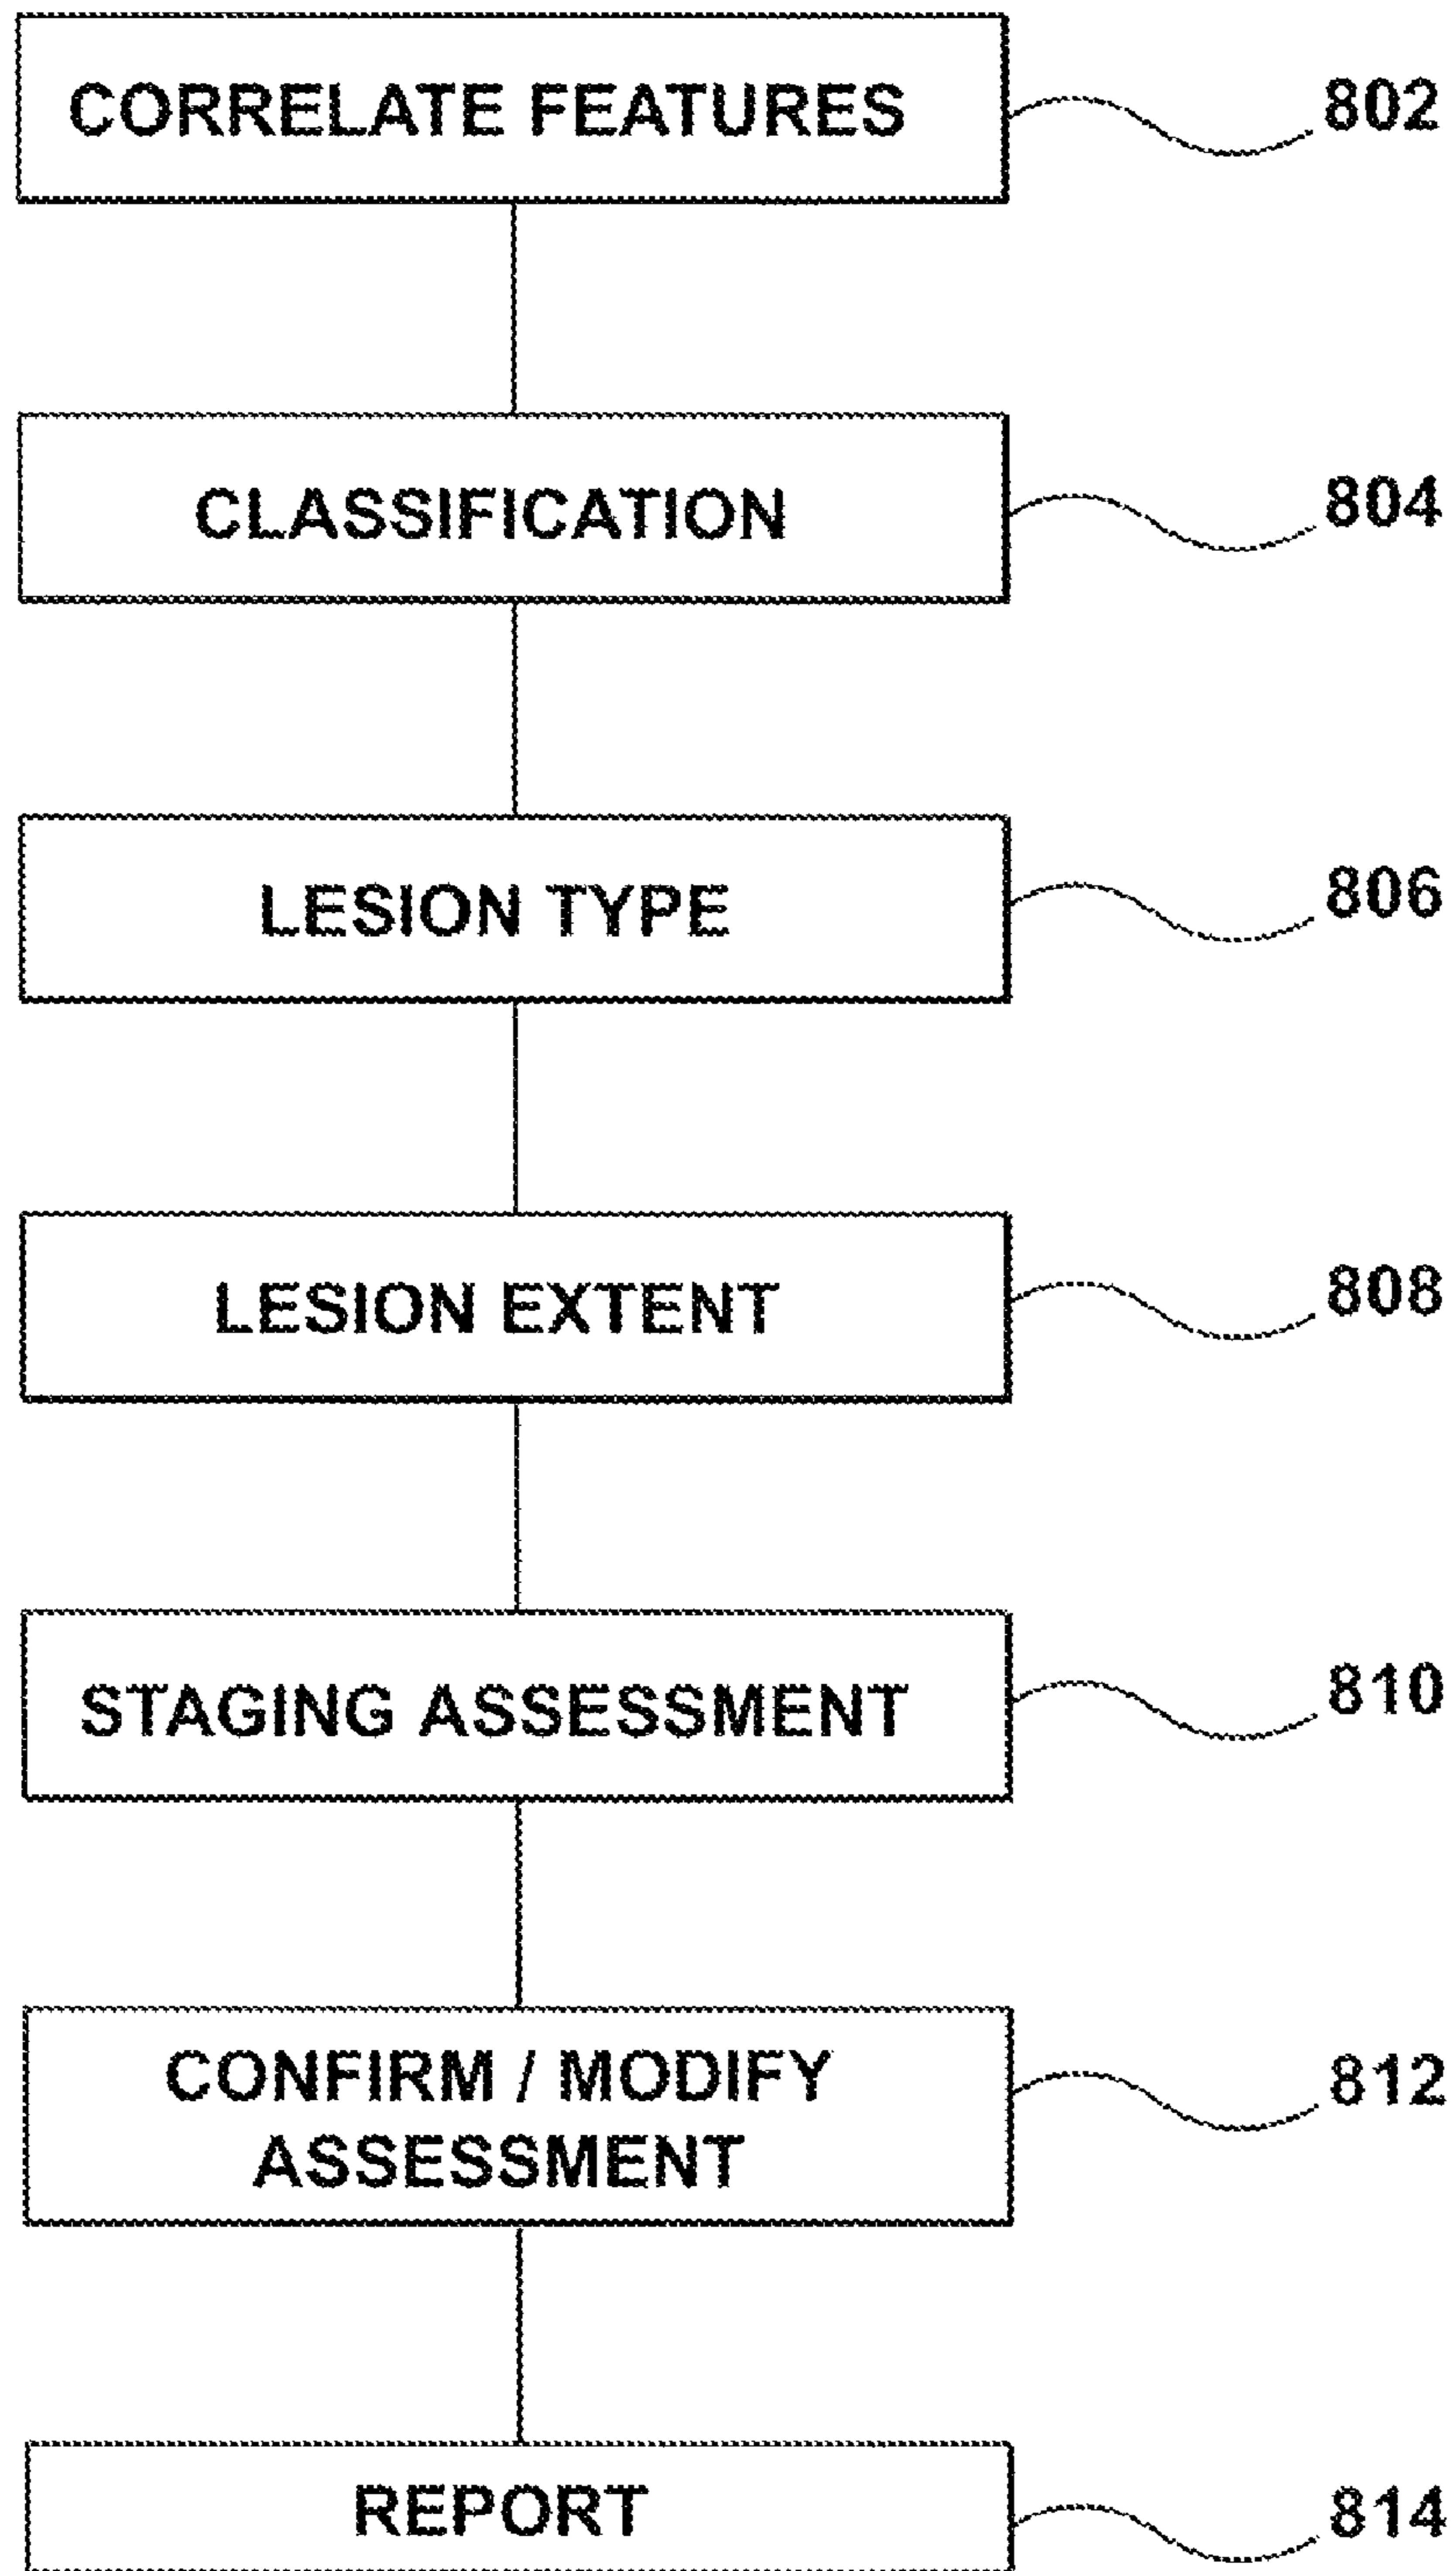 CORRELATE FEATURES
802
CLASSIFICATION
804
LESION TYPE
806
LESION EXTENT
808
STAGING ASSESSMENT
810
CONFIRM / MODIFY
ASSESSMENT
812
REPORT
814